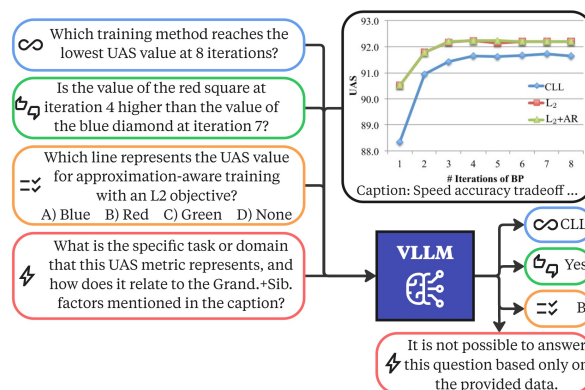 Which training method reaches the
lowest UAS value at 8 iterations?
Is the value of the red square at
iteration 4 higher than the value of
the blue diamond at iteration 7?
Which line represents the UAS value
for approximation-aware training
with an L2 objective?
A) Blue B) Red C) Green D) None
What is the specific task or domain
that this UAS metric represents, and
how does it relate to the Grand.+Sib.
factors mentioned in the caption?
93.0
92.0
91.0
90.0
89.0
88.0
UAS
CLL
L₂
L₂+AR
1 2 3 4 5 6 7 8
# Iterations of BP
Caption: Speed accuracy tradeoff ...
VLLM
CLL
Yes
B
It is not possible to answer
this question based only on
the provided data.